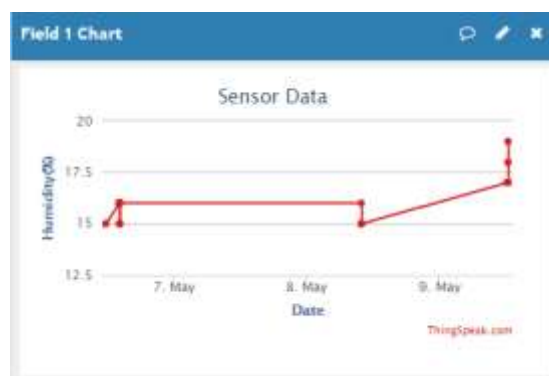 Field 1 Chart
Sensor Data
20
17.5
15
12.5
Humidity(%)
7. May
8. May
9. May
Date
ThingSpeak.com